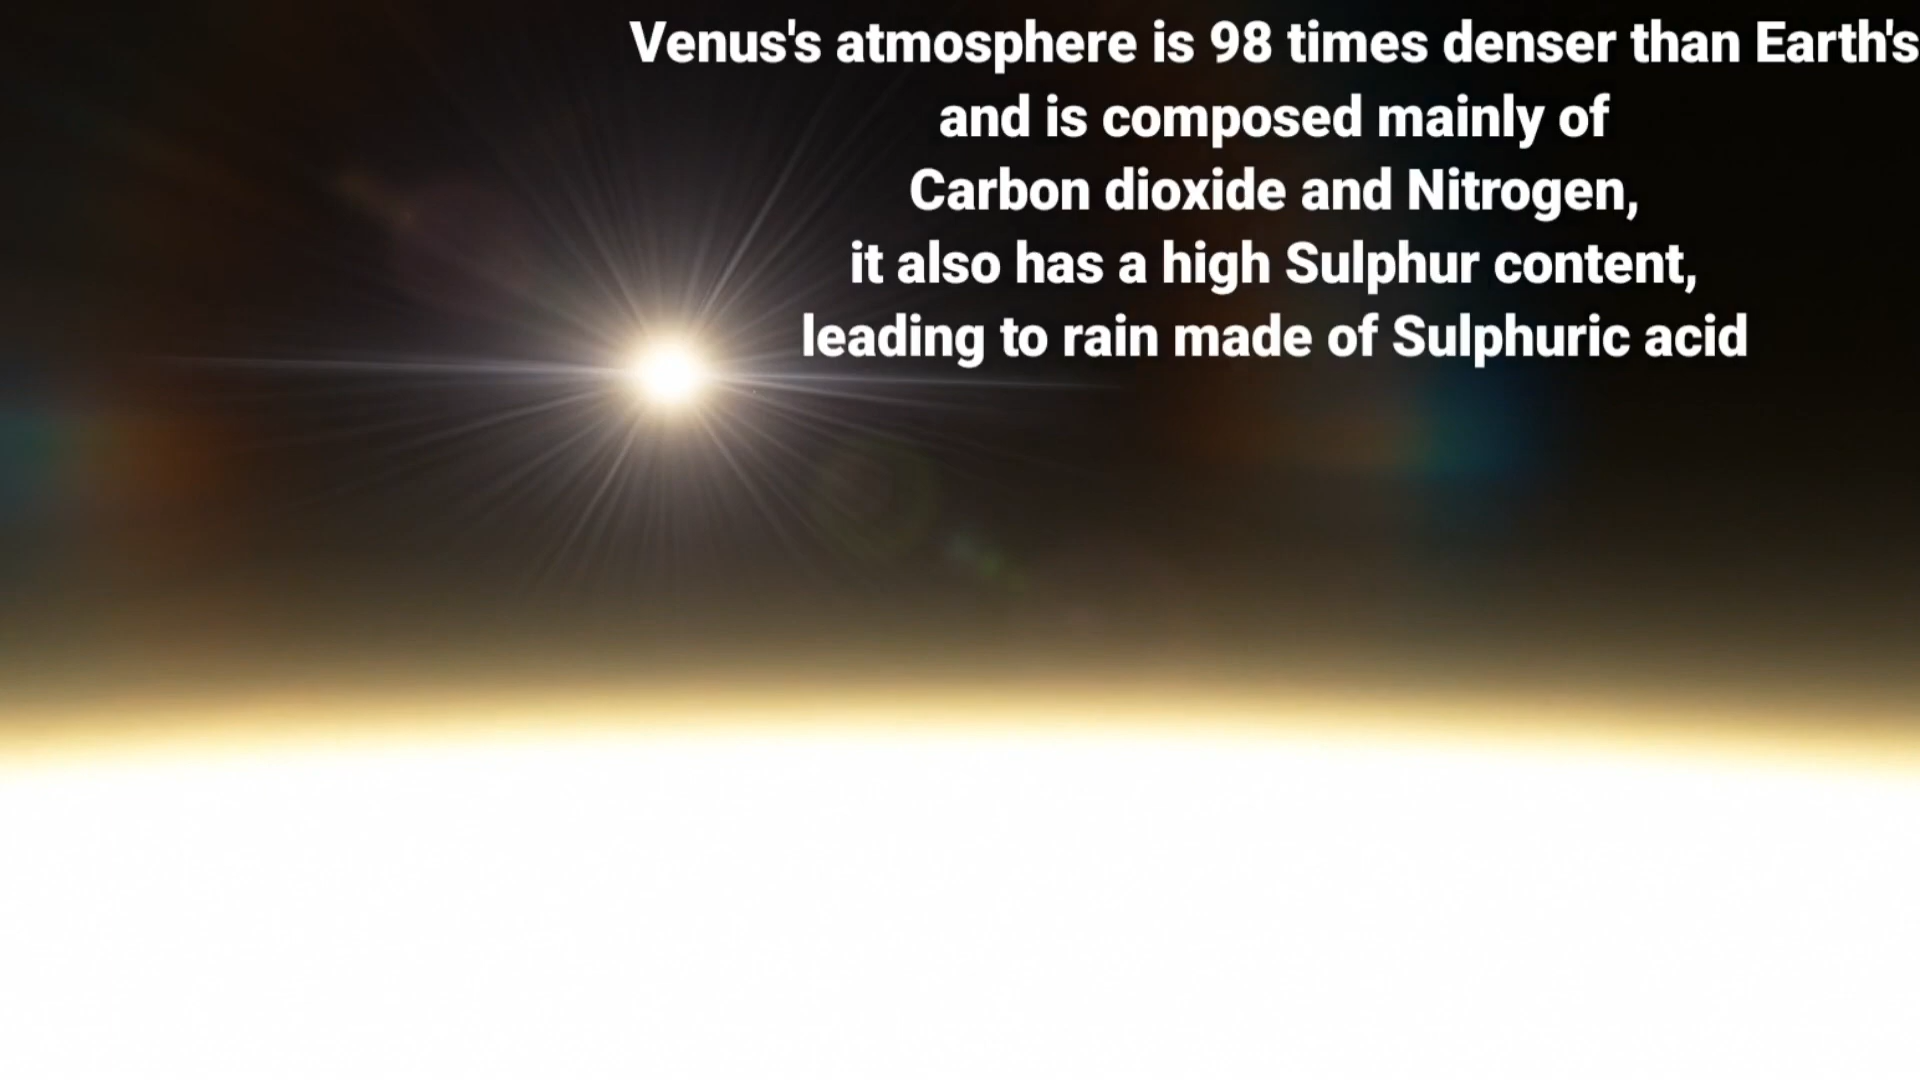 Venus's atmosphere is 98 times denser than Earth's
and is composed mainly of
Carbon dioxide and Nitrogen,
it also has a high Sulphur content,
leading to rain made of Sulphuric acid